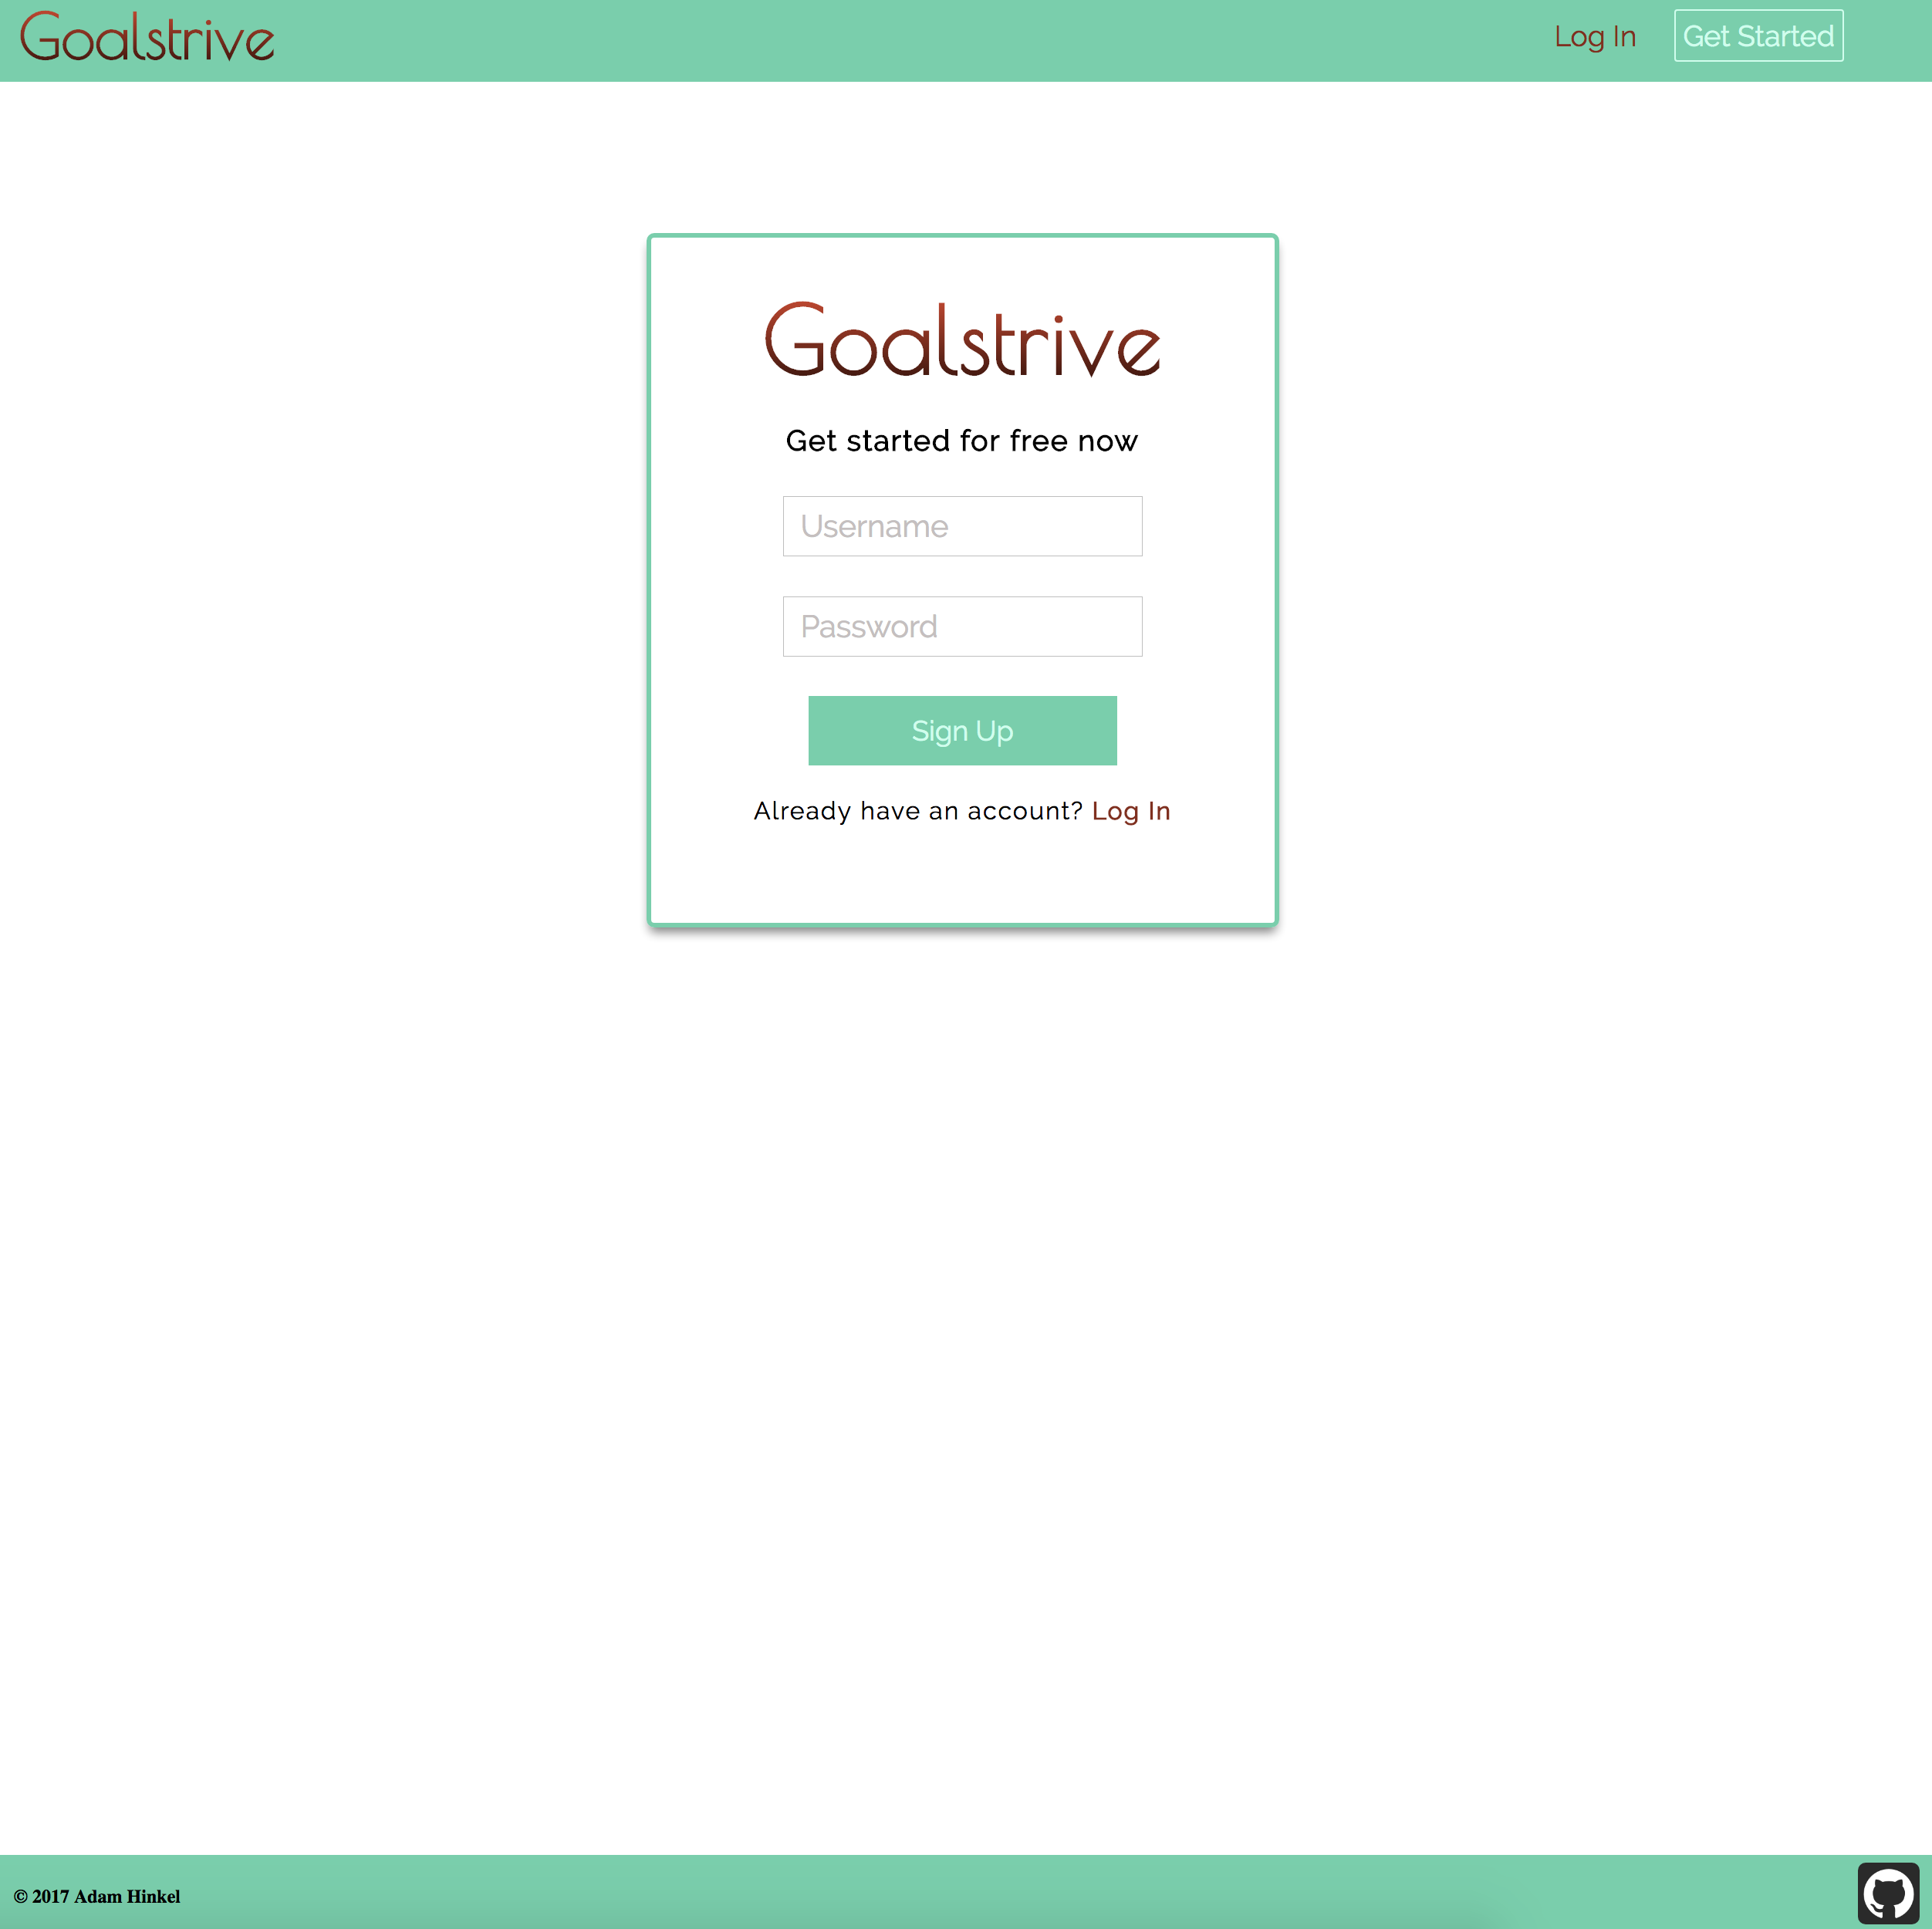 Goalstrive
Log In
Get Started
Goalstrive
Get started for free now
Username
Password
Sign Up
Already have an account? Log In
© 2017 Adam Hinkel